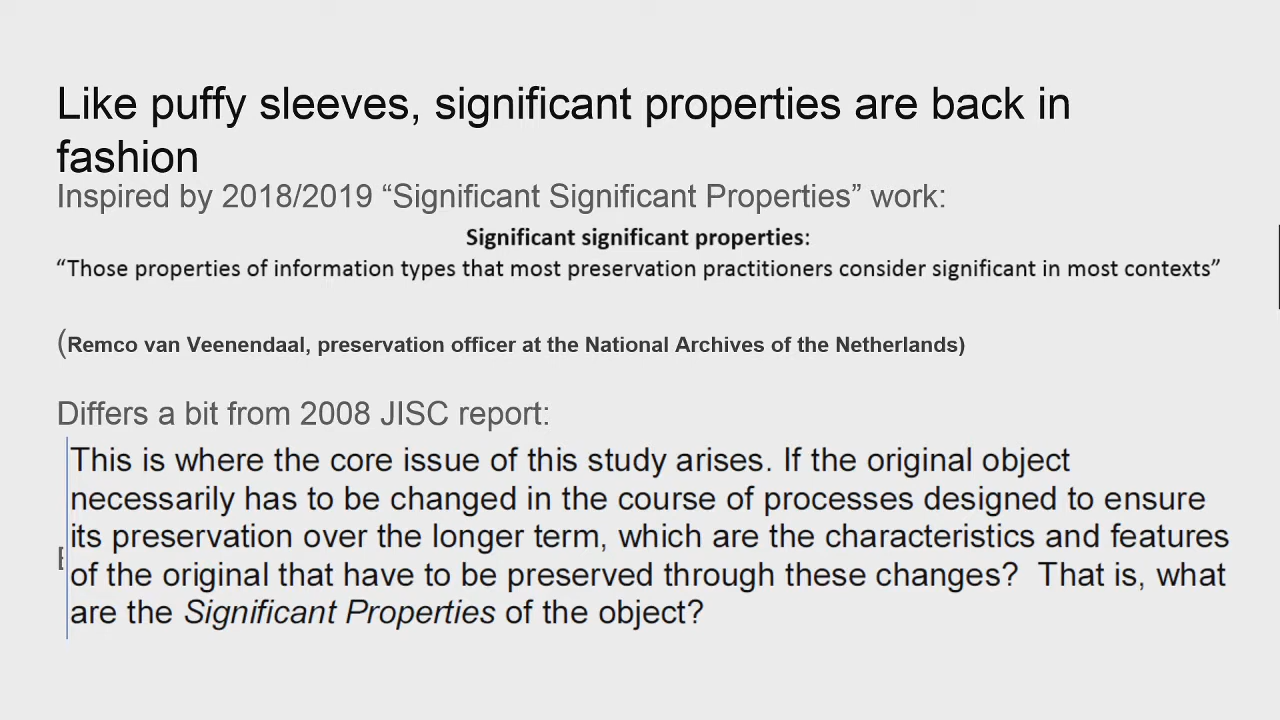 Like puffy sleeves, significant properties are back in
fashion
Inspired by 2018/2019 “Significant Significant Properties” work:
Significant significant properties:
“Those properties of information types that most preservation practitioners consider significant in most contexts”
(Remco van Veenendaal, preservation officer at the National Archives of the Netherlands)
Differs a bit from 2008 JISC report:
This is where the core issue of this study arises. If the original object
necessarily has to be changed in the course of processes designed to ensure
its preservation over the longer term, which are the characteristics and features
of the original that have to be preserved through these changes?  That is, what
are the Significant Properties of the object?